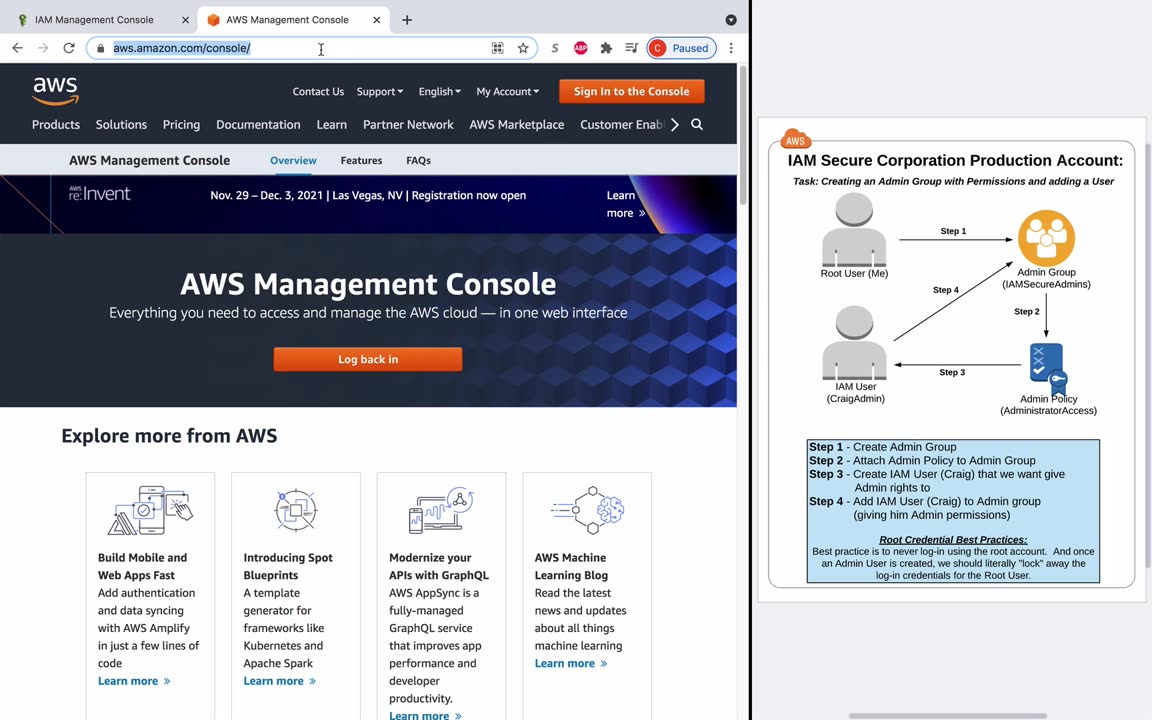 IAM Management Console
AWS Management Console
aws.amazon.com/console/
S
ABP
C Paused
aws
Contact Us Support English My Account Sign In to the Console
Products Solutions Pricing Documentation Learn Partner Network AWS Marketplace Customer Enabl
AWS Management Console Overview Features FAQs
AWS
re:Invent
Nov. 29 – Dec. 3, 2021 | Las Vegas, NV | Registration now open
Learn
more »
AWS Management Console
Everything you need to access and manage the AWS cloud — in one web interface
Log back in
Explore more from AWS
Build Mobile and
Web Apps Fast
Add authentication
and data syncing
with AWS Amplify
in just a few lines of
code
Learn more »
Introducing Spot
Blueprints
A template
generator for
frameworks like
Kubernetes and
Apache Spark
Learn more »
Modernize your
APIs with GraphQL
AWS AppSync is a
fully-managed
GraphQL service
that improves app
performance and
developer
productivity.
Learn more »
AWS Machine
Learning Blog
Read the latest
news and updates
about all things
machine learning
Learn more »
AWS
IAM Secure Corporation Production Account:
Task: Creating an Admin Group with Permissions and adding a User
Step 1
Root User (Me)
Admin Group
(IAMSecureAdmins)
Step 4
Step 2
Step 3
IAM User
(CraigAdmin)
Admin Policy
(AdministratorAccess)
Step 1 - Create Admin Group
Step 2 - Attach Admin Policy to Admin Group
Step 3 - Create IAM User (Craig) that we want give
Admin rights to
Step 4 - Add IAM User (Craig) to Admin group
(giving him Admin permissions)
Root Credential Best Practices:
Best practice is to never log-in using the root account. And once
an Admin User is created, we should literally "lock" away the
log-in credentials for the Root User.